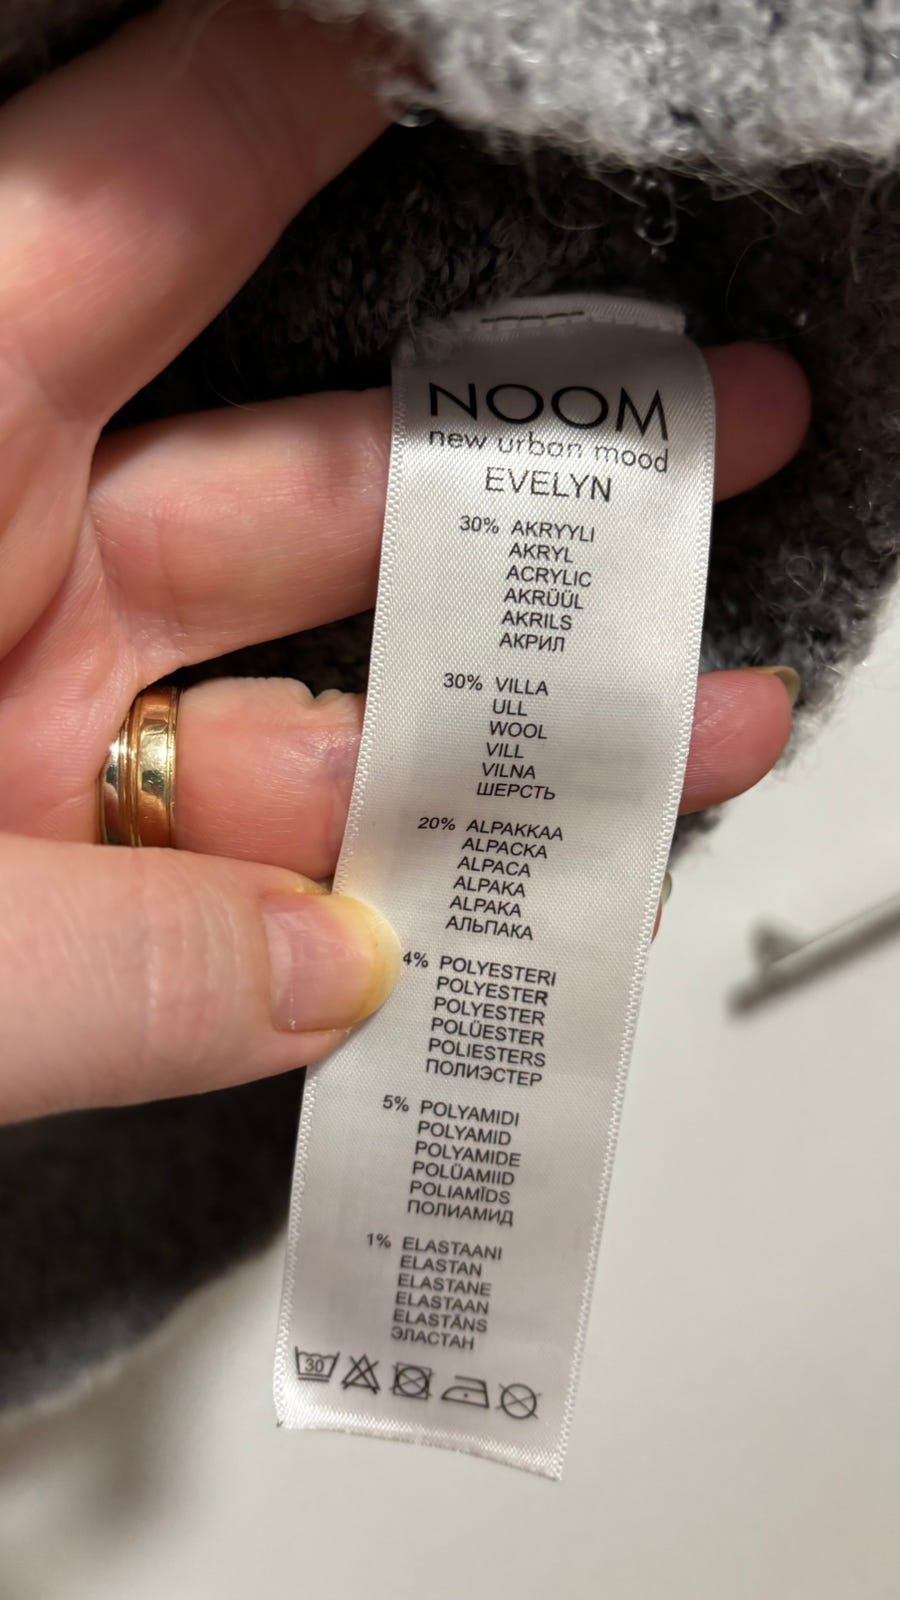 NOOM
new urban mood
EVELYN
30% AKRYYLI
AKRYL
ACRYLIC
AKRÜÜL
AKRILS
АКРИЛ
30% VILLA
ULL
WOOL
VILL
VILNA
ШЕРСТЬ
20% ALPAKKAA
ALPACKA
ALPACA
ALPAKA
ALPAKA
АЛЬПАКА
4% POLYESTERI
POLYESTER
POLYESTER
POLÜESTER
POLIESTERS
ПОЛИЭСТЕР
5% POLYAMIDI
POLYAMID
POLYAMIDE
POLÜAMIID
POLIAMĪDS
ПОЛИАМИД
1% ELASTAANI
ELASTAN
ELASTANE
ELASTAAN
ELASTĀNS
ЭЛАСТАН
30